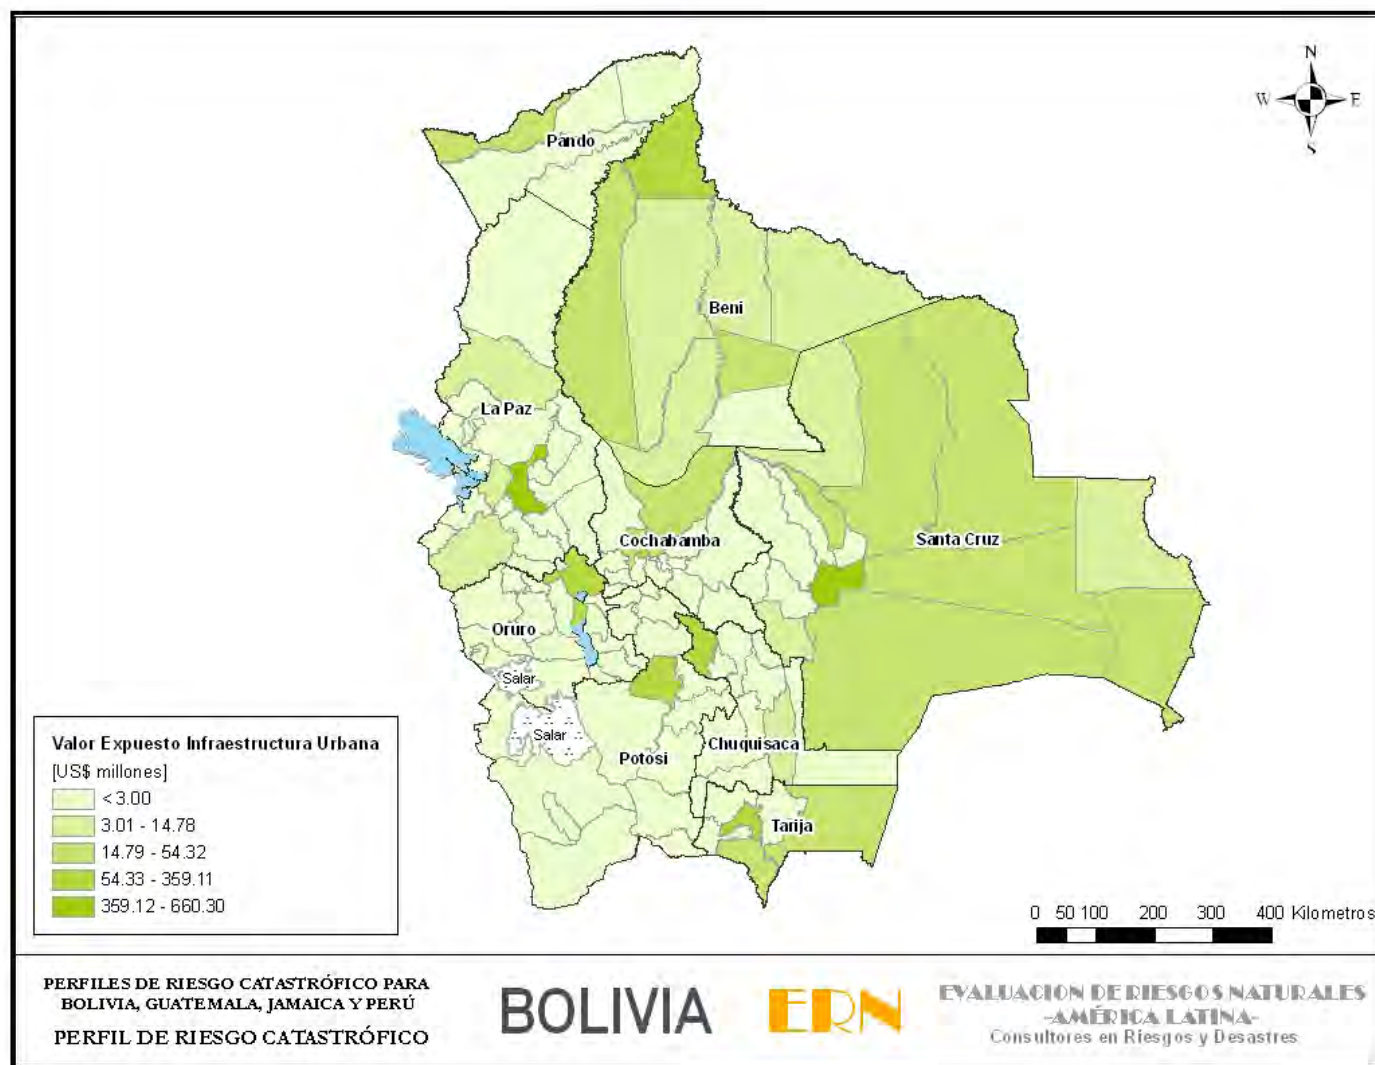 N
W E
S
Pando
Beni
La Paz
Cochabamba
Santa Cruz
Oruro
Salar
Salar
Potosi
Chuquisaca
Tarija
Valor Expuesto Infraestructura Urbana
[US$ millones]
< 3.00
3.01 - 14.78
14.79 - 54.32
54.33 - 359.11
359.12 - 660.30
0 50 100 200 300 400 Kilometros
PERFILES DE RIESGO CATASTRÓFICO PARA
BOLIVIA, GUATEMALA, JAMAICA Y PERÚ
PERFIL DE RIESGO CATASTRÓFICO
BOLIVIA
ERN
EVALUACION DE RIESGOS NATURALES
-AMÉRICA LATINA-
Consultores en Riesgos y Desastres